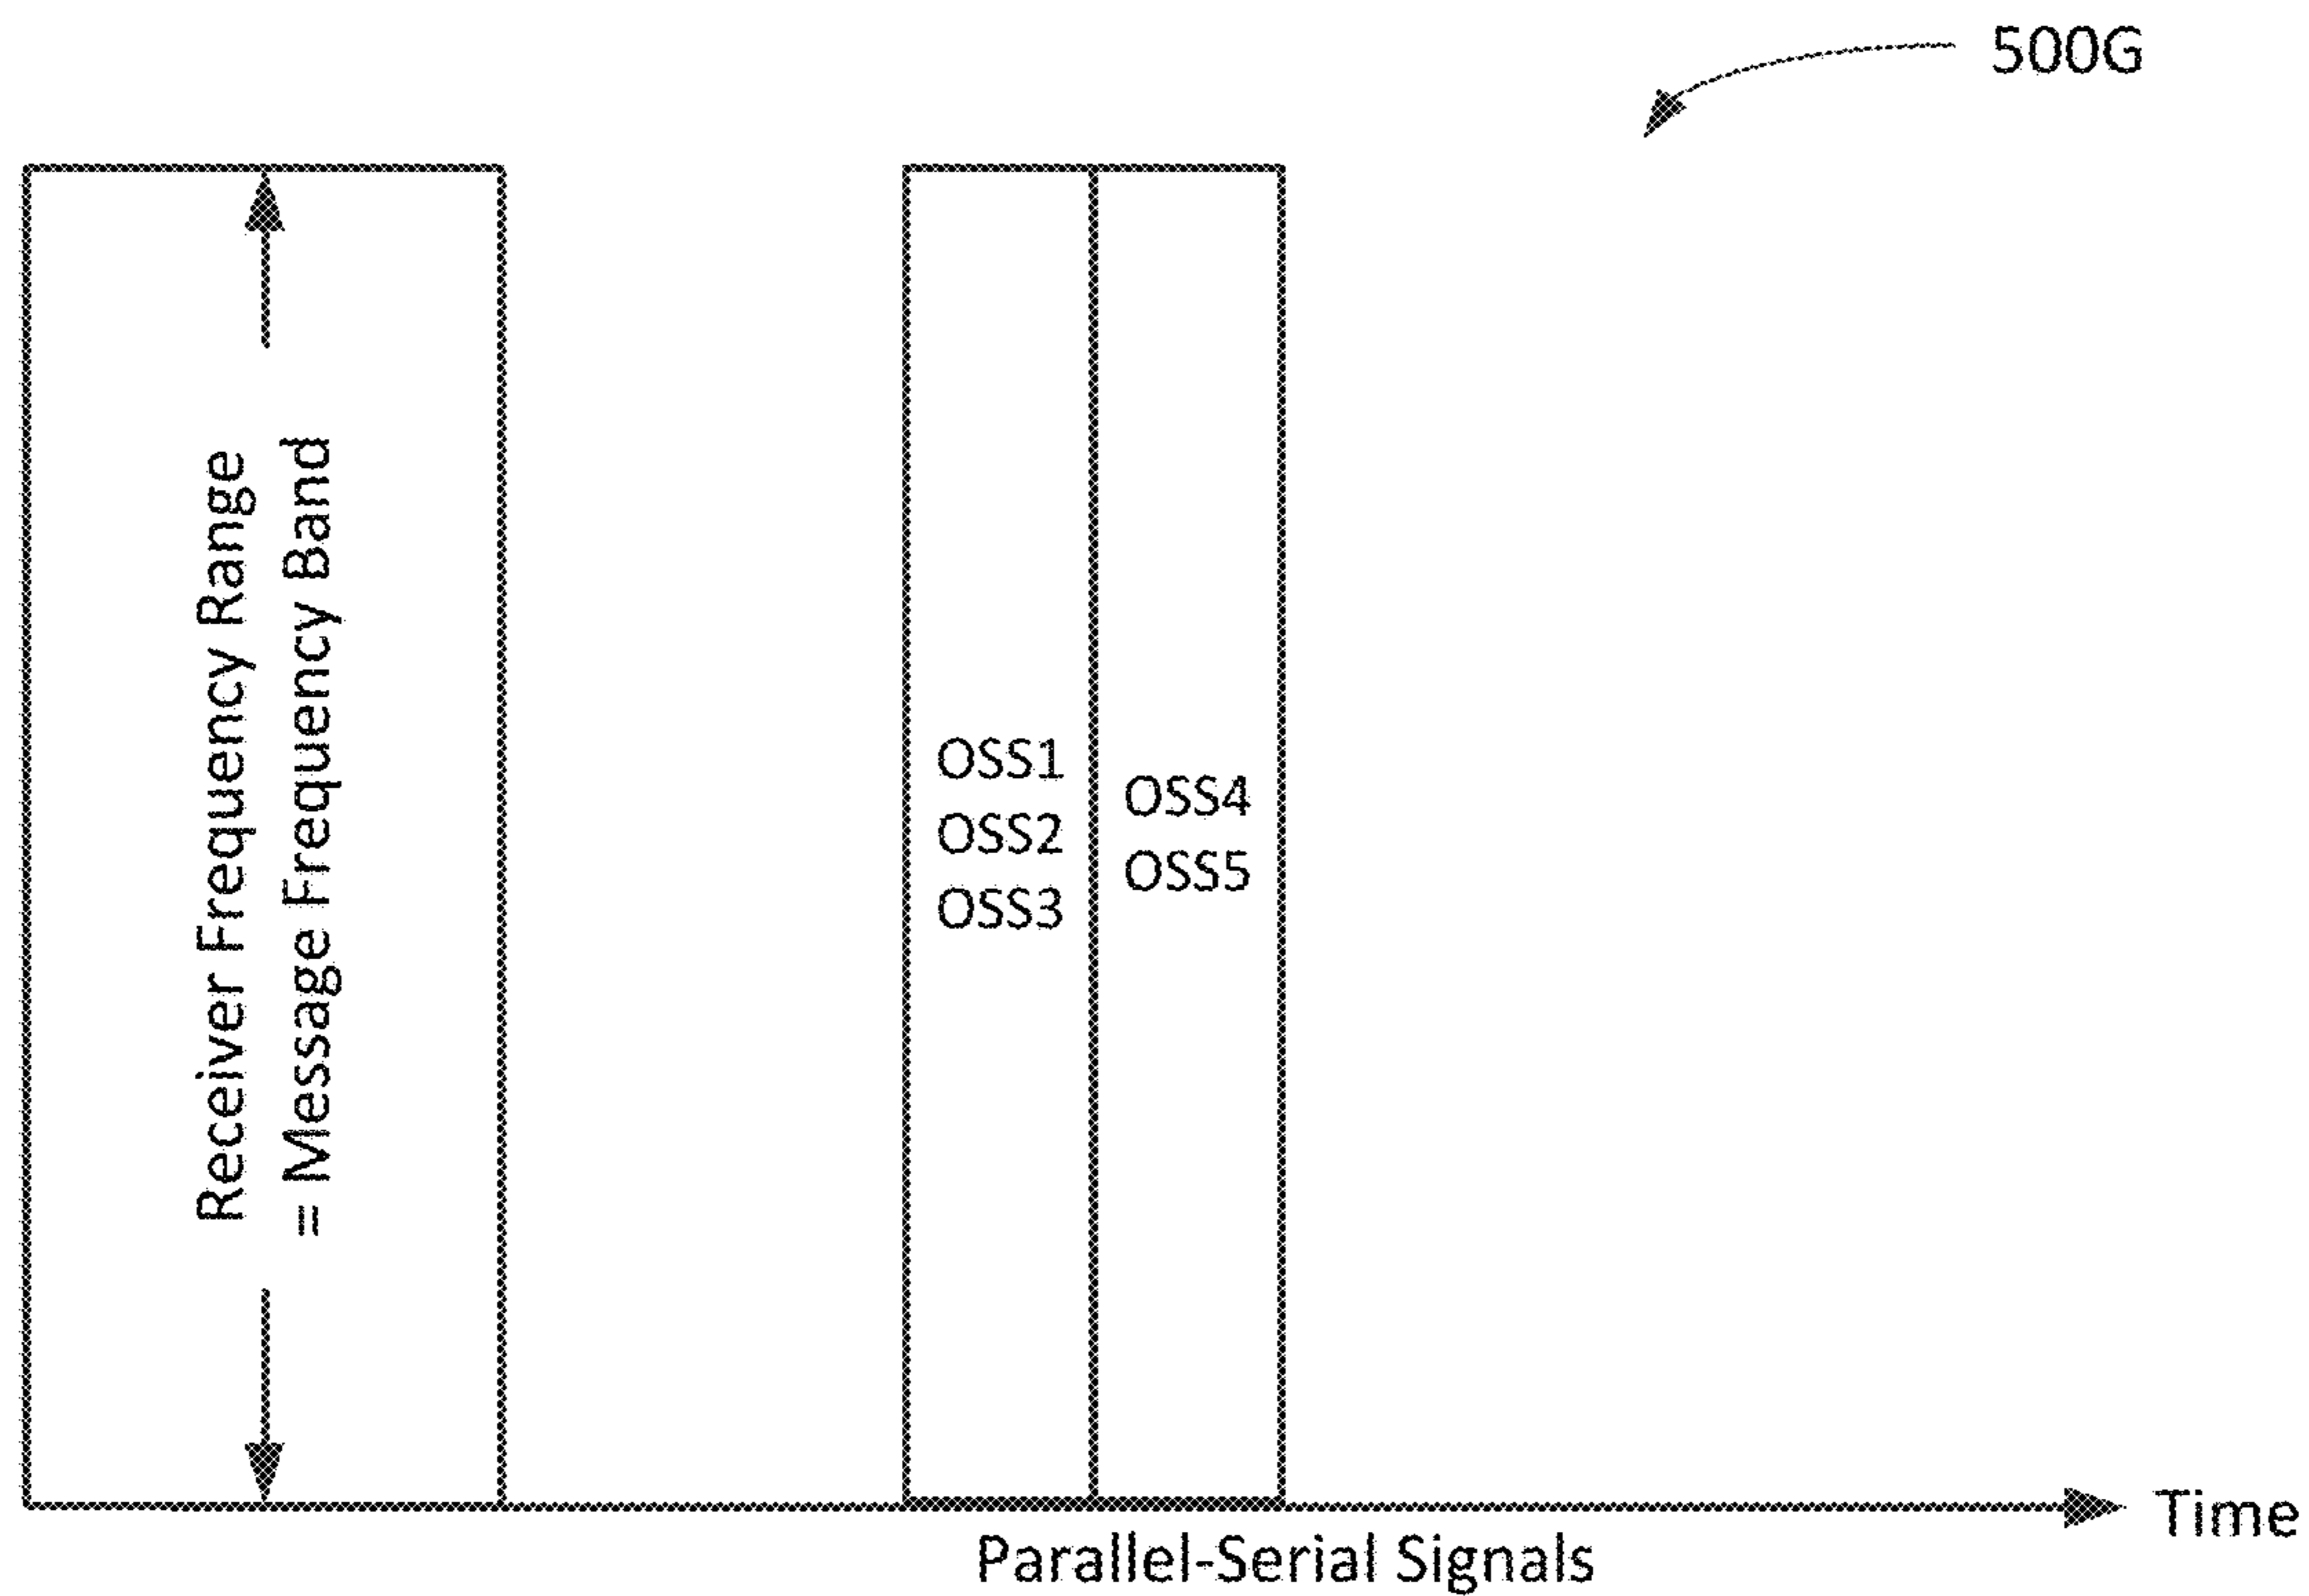 500G
Receiver Frequency Range
= Message Frequency Band
OSS1
OSS2
OSS3
OSS4
OSS5
Time
Parallel-Serial Signals